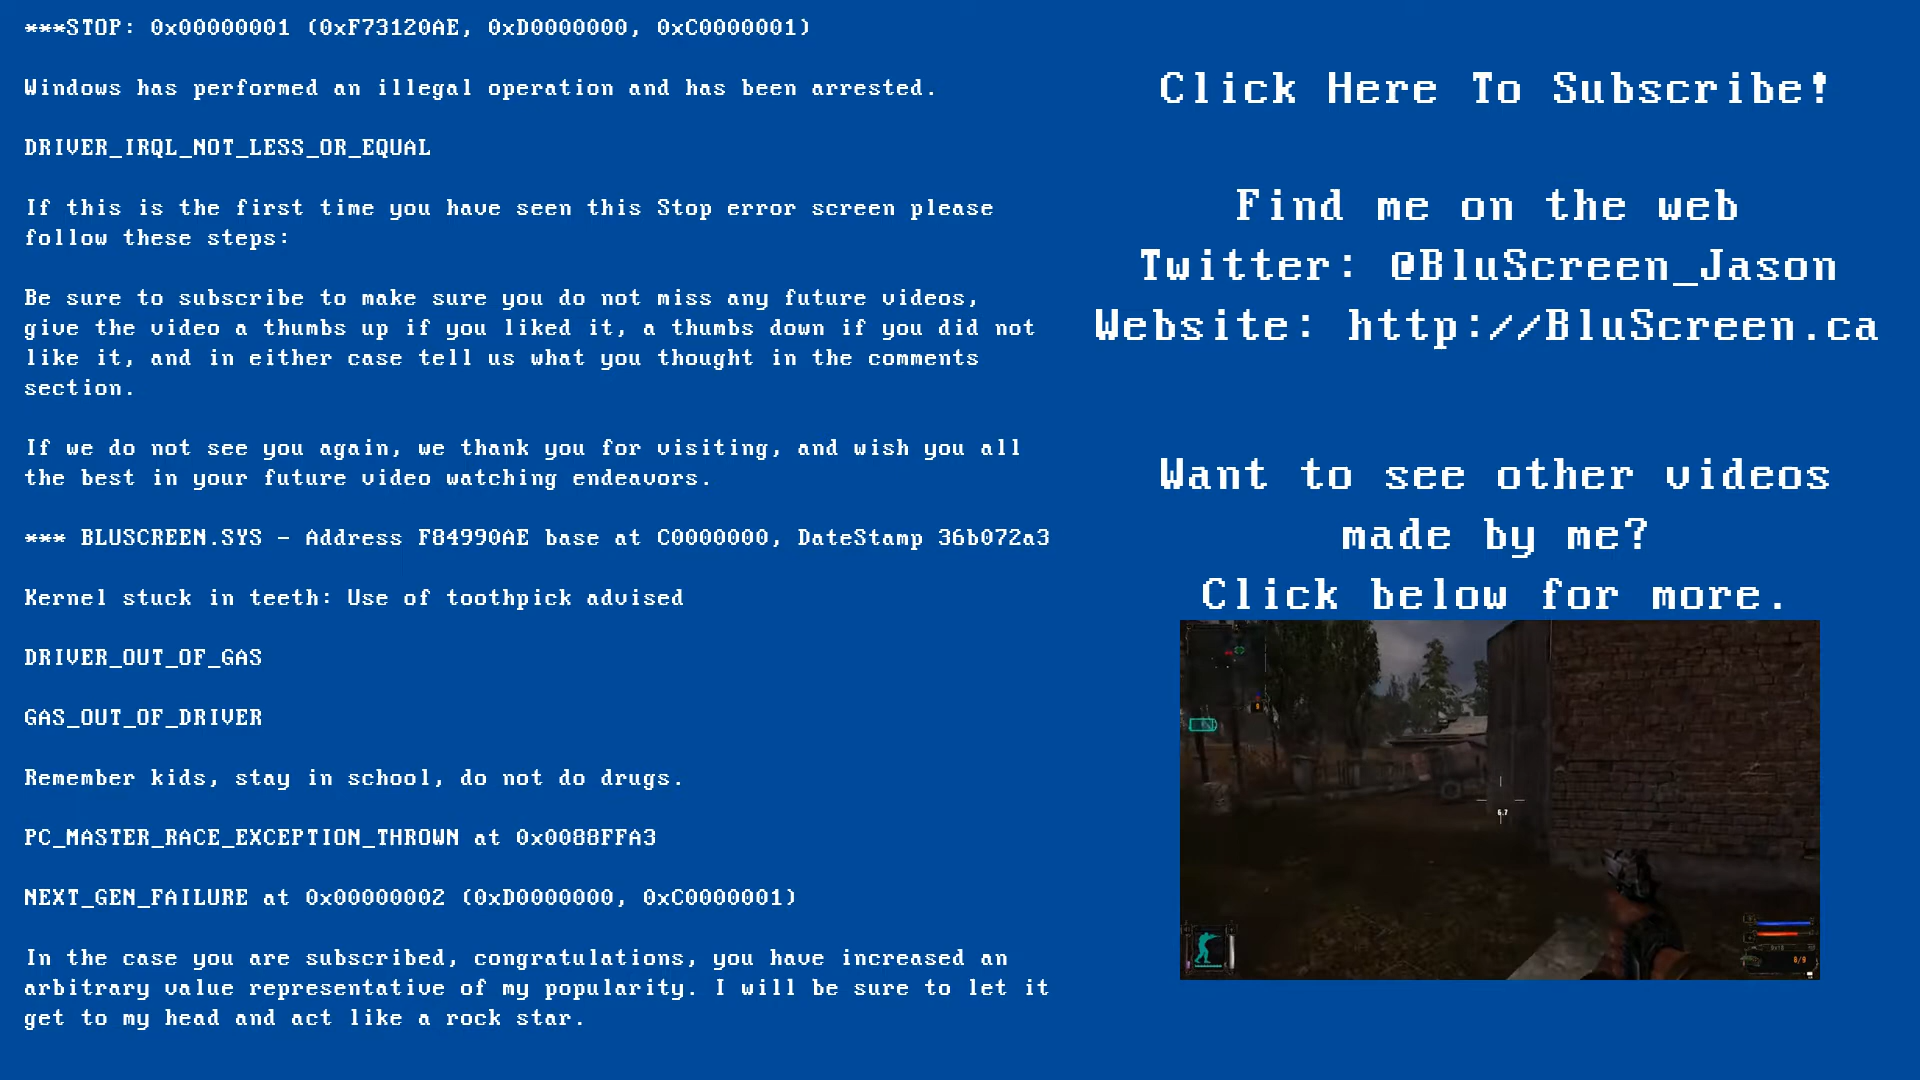 ***STOP: 0x00000001 (0xF73120AE, 0xD0000000, 0xC0000001)
Windows has performed an illegal operation and has been arrested.
DRIVER_IRQL_NOT_LESS_OR_EQUAL
If this is the first time you have seen this Stop error screen please
follow these steps:
Be sure to subscribe to make sure you do not miss any future videos,
give the video a thumbs up if you liked it, a thumbs down if you did not
like it, and in either case tell us what you thought in the comments
section.
If we do not see you again, we thank you for visiting, and wish you all
the best in your future video watching endeavors.
*** BLUSCREEN.SYS - Address F84990AE base at C0000000, DateStamp 36b072a3
Kernel stuck in teeth: Use of toothpick advised
DRIVER_OUT_OF_GAS
GAS_OUT_OF_DRIVER
Remember kids, stay in school, do not do drugs.
PC_MASTER_RACE_EXCEPTION_THROWN at 0x0088FFA3
NEXT_GEN_FAILURE at 0x00000002 (0xD0000000, 0xC0000001)
In the case you are subscribed, congratulations, you have increased an
arbitrary value representative of my popularity. I will be sure to let it
get to my head and act like a rock star.
Click Here To Subscribe!
Find me on the web
Twitter: @BluScreen_Jason
Website: http://BluScreen.ca
Want to see other videos
made by me?
Click below for more.
6.7
8/8